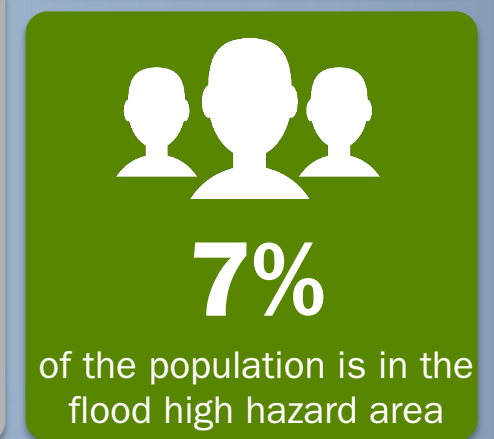 7%
of the population is in the
flood high hazard area